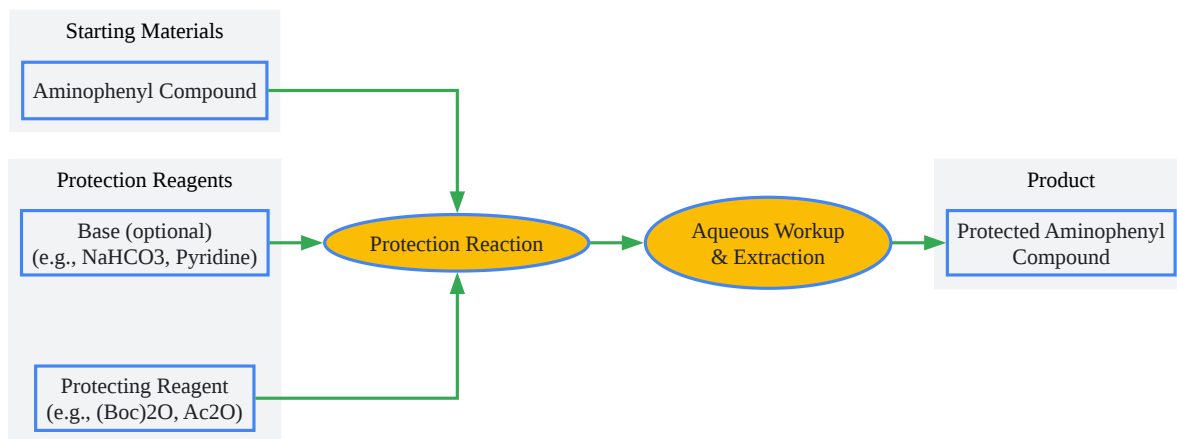 Starting Materials
Aminophenyl Compound
Protection Reagents
Base (optional)
(e.g., NaHCO3, Pyridine)
Protecting Reagent
(e.g., (Boc)2O, Ac2O)
Protection Reaction
Aqueous Workup
& Extraction
Product
Protected Aminophenyl
Compound